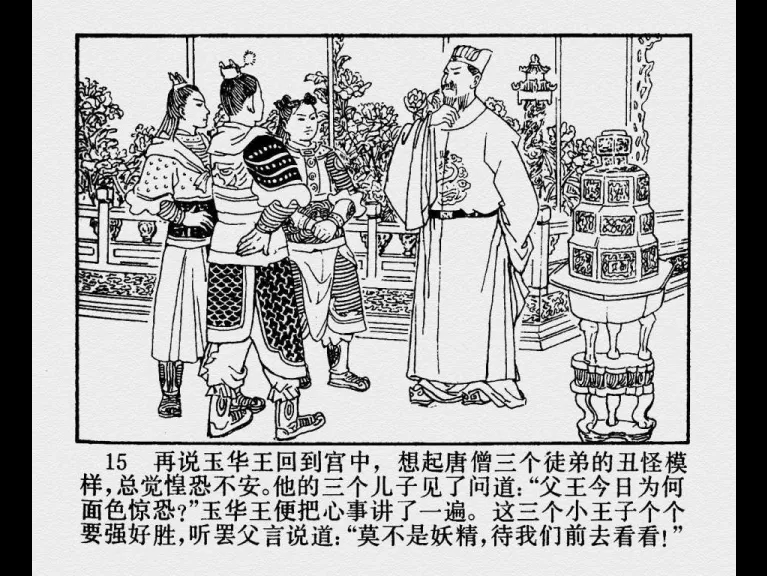 15 再说玉华王回到宫中，想起唐僧三个徒弟的丑怪模
样，总觉惶恐不安。他的三个儿子见了问道：“父王今日为何
面色惊恐？”玉华王便把心事讲了一遍。这三个小王子个个
要强好胜，听罢父言说道：“莫不是妖精，待我们前去看看！”